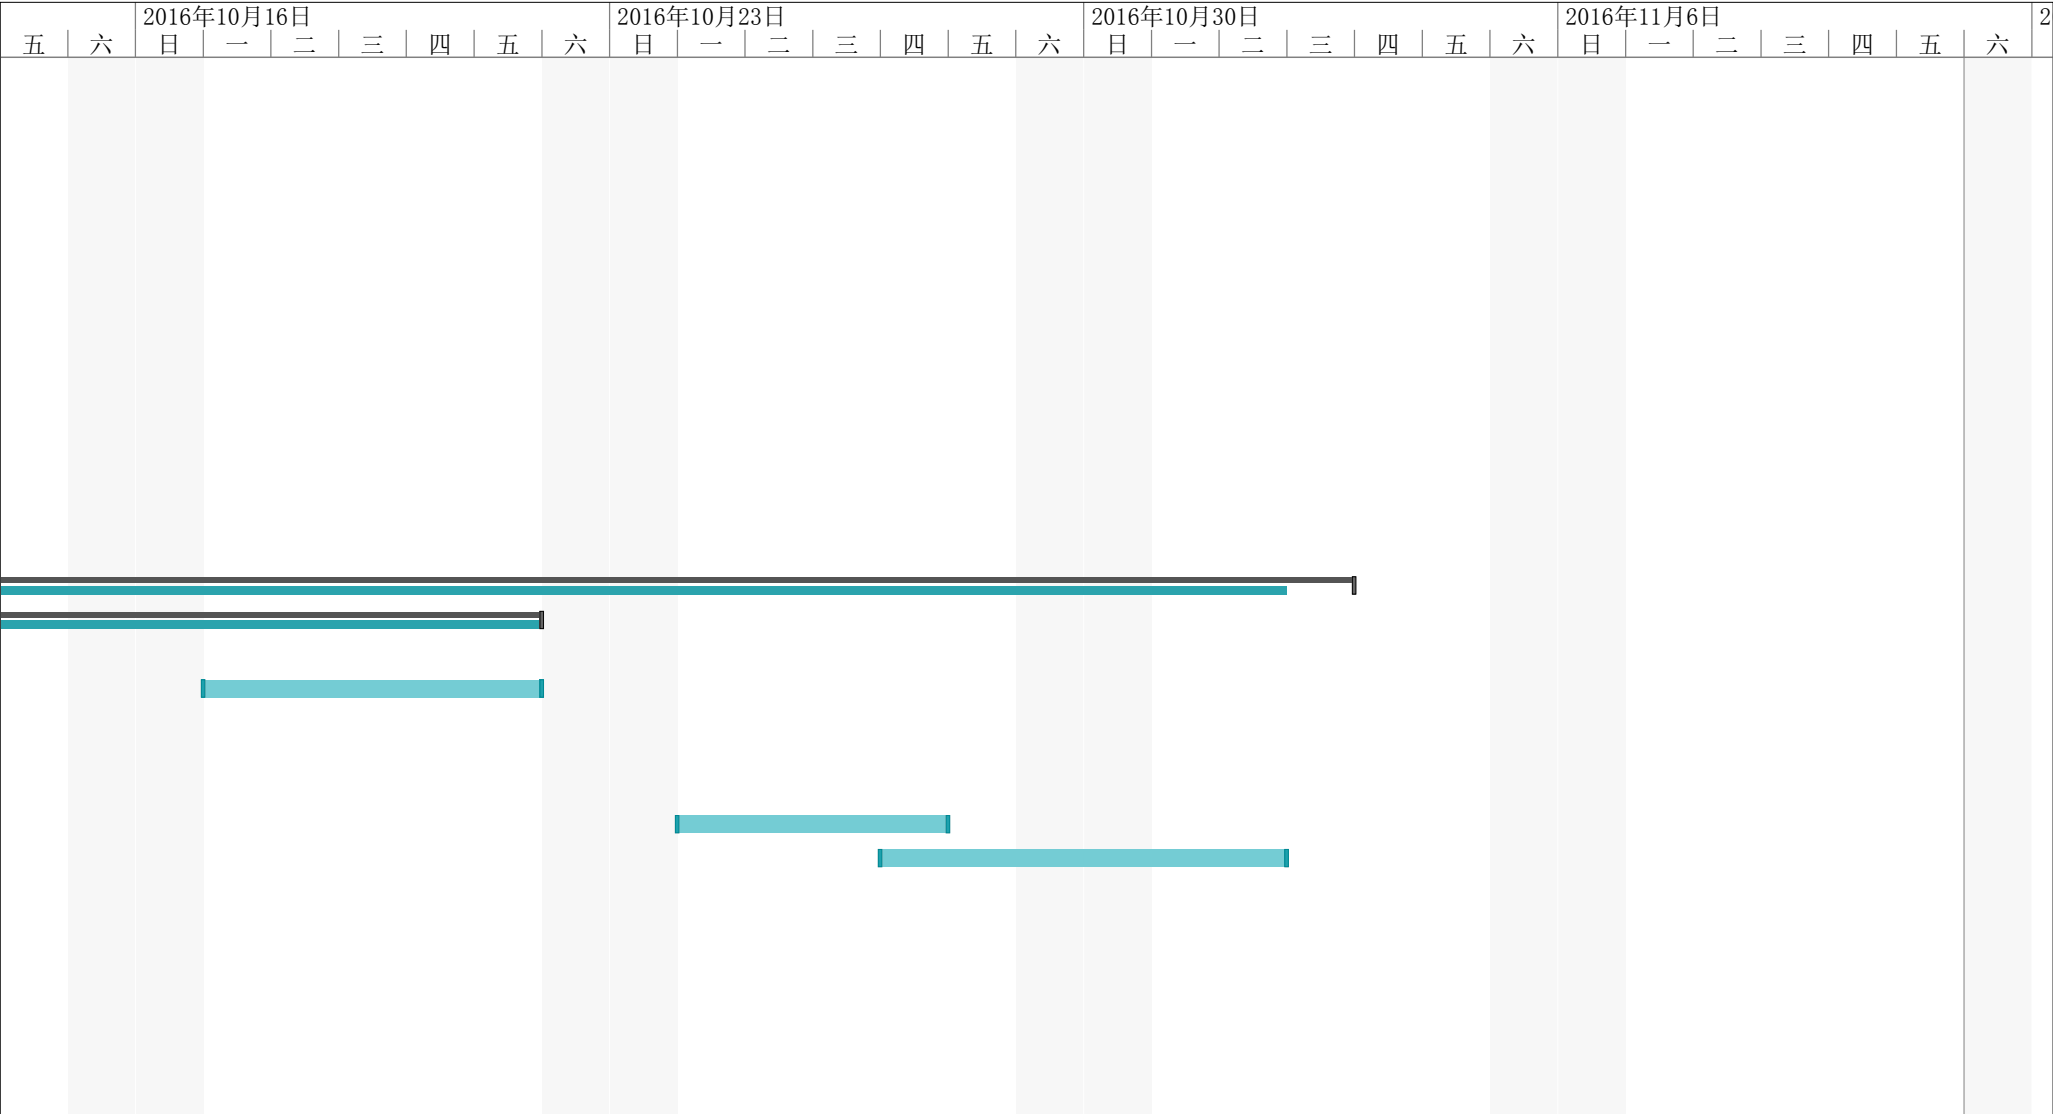 2016年10月16日 2016年10月23日 2016年10月30日 2016年11月6日 2
五 六 日 一 二 三 四 五 六 日 一 二 三 四 五 六 日 一 二 三 四 五 六 日 一 二 三 四 五 六